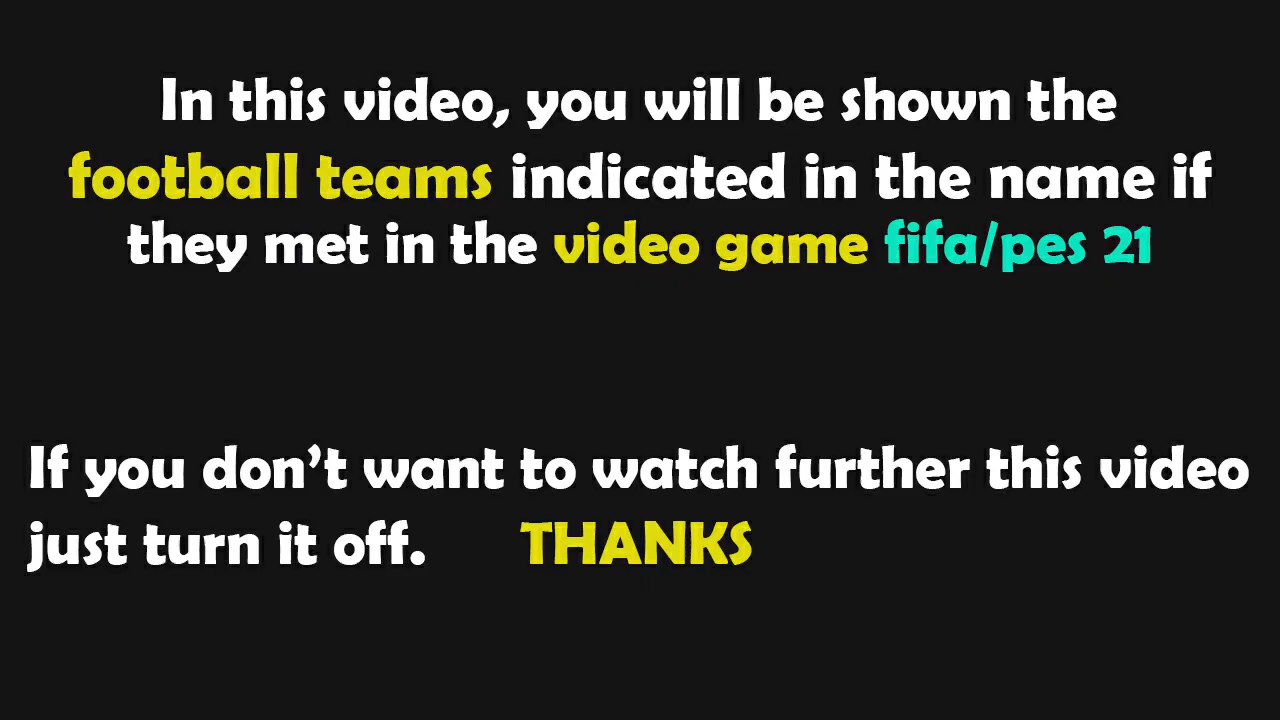 In this video, you will be shown the
football teams indicated in the name if
they met in the video game fifa/pes 21
If you don’t want to watch further this video
just turn it off. THANKS